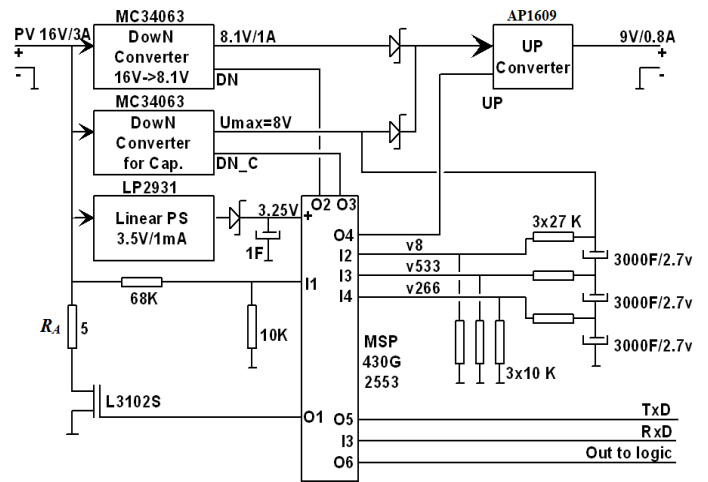 MC34063
AP1609
PV 16V/3A
DowN
Converter
16V->8.1V
8.1V/1A
DN
UP
Converter
9V/0.8A
+
-
+
-
UP
MC34063
DowN
Converter
for Cap.
Umax=8V
DN_C
LP2931
Linear PS
3.5V/1mA
3.25V
1F
+
O2 O3
O4
I2
I3
I4
I1
v8
v533
v266
3x27 K
3000F/2.7v
3000F/2.7v
3000F/2.7v
68K
10K
RA 5
3x10 K
MSP
430G
2553
L3102S
O1
O5
I3
O6
TxD
RxD
Out to logic